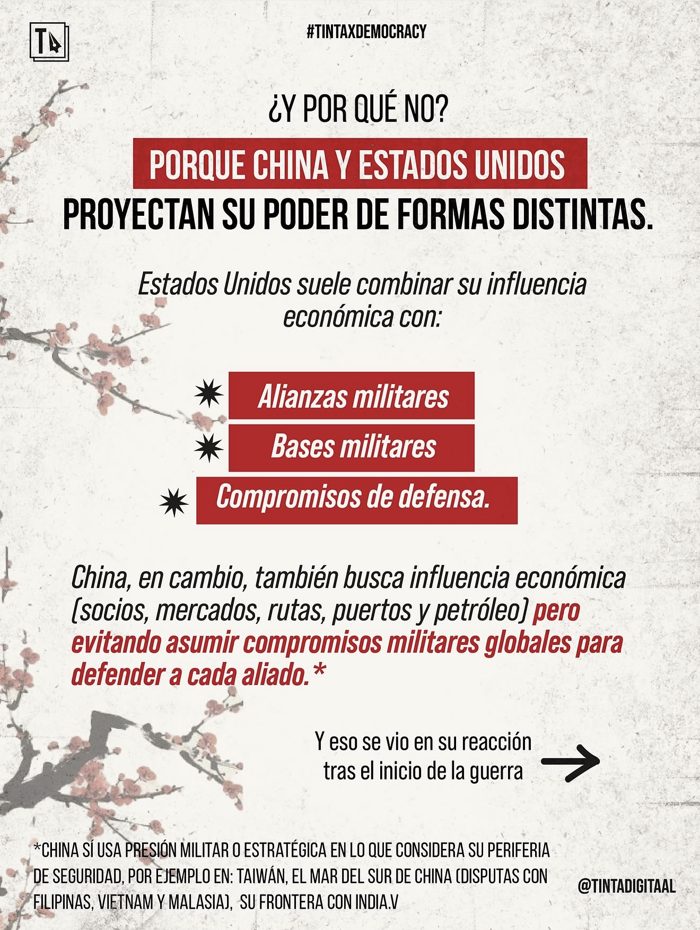 T
#TINTAXDEMOCRACY
¿Y POR QUÉ NO?
PORQUE CHINA Y ESTADOS UNIDOS
PROYECTAN SU PODER DE FORMAS DISTINTAS.
Estados Unidos suele combinar su influencia
económica con:
Alianzas militares
Bases militares
Compromisos de defensa.
China, en cambio, también busca influencia económica
(socios, mercados, rutas, puertos y petróleo) pero
evitando asumir compromisos militares globales para
defender a cada aliado.*
Y eso se vio en su reacción
tras el inicio de la guerra
*CHINA SÍ USA PRESIÓN MILITAR O ESTRATÉGICA EN LO QUE CONSIDERA SU PERIFERIA
DE SEGURIDAD, POR EJEMPLO EN: TAIWÁN, EL MAR DEL SUR DE CHINA (DISPUTAS CON
FILIPINAS, VIETNAM Y MALASIA), SU FRONTERA CON INDIA.V
@TINTADIGITAAL